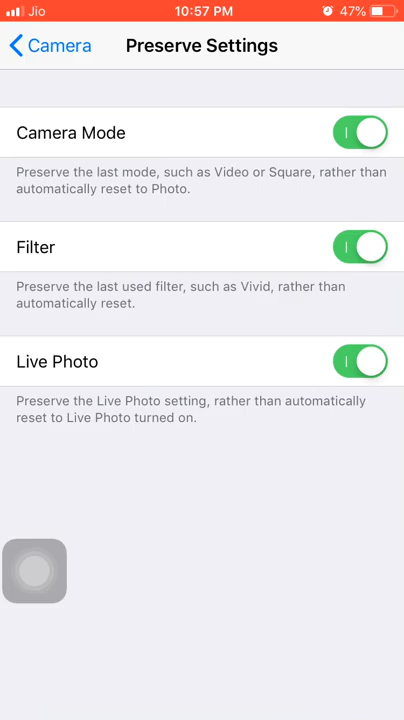 Jio 10:57 PM 47%
Camera Preserve Settings
Camera Mode
Preserve the last mode, such as Video or Square, rather than
automatically reset to Photo.
Filter
Preserve the last used filter, such as Vivid, rather than
automatically reset.
Live Photo
Preserve the Live Photo setting, rather than automatically
reset to Live Photo turned on.